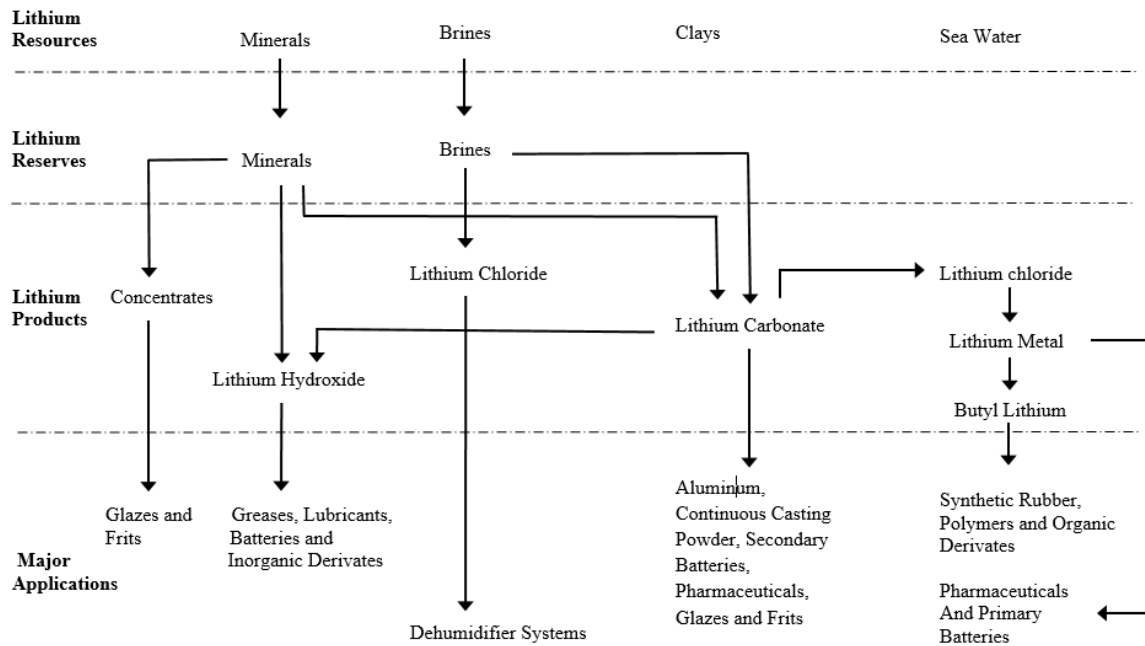 Lithium
Resources
Minerals
Brines
Clays
Sea Water
Lithium
Reserves
Minerals
Brines
Lithium
Products
Concentrates
Lithium Chloride
Lithium chloride
Lithium Carbonate
Lithium Metal
Lithium Hydroxide
Butyl Lithium
Major
Applications
Glazes and
Frits
Greases, Lubricants,
Batteries and
Inorganic Derivates
Dehumidifier Systems
Aluminum,
Continuous Casting
Powder, Secondary
Batteries,
Pharmaceuticals,
Glazes and Frits
Synthetic Rubber,
Polymers and Organic
Derivates
Pharmaceuticals
And Primary
Batteries